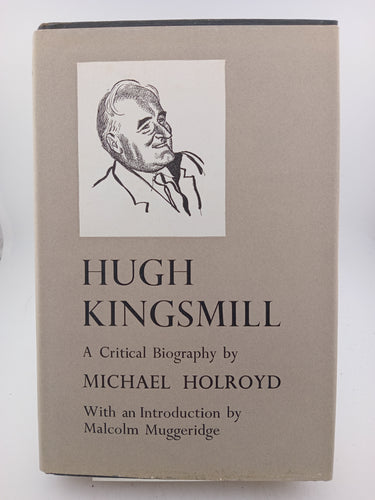 HUGH
KINGSMILL
A Critical Biography by
MICHAEL HOLROYD
With an Introduction by
Malcolm Muggeridge